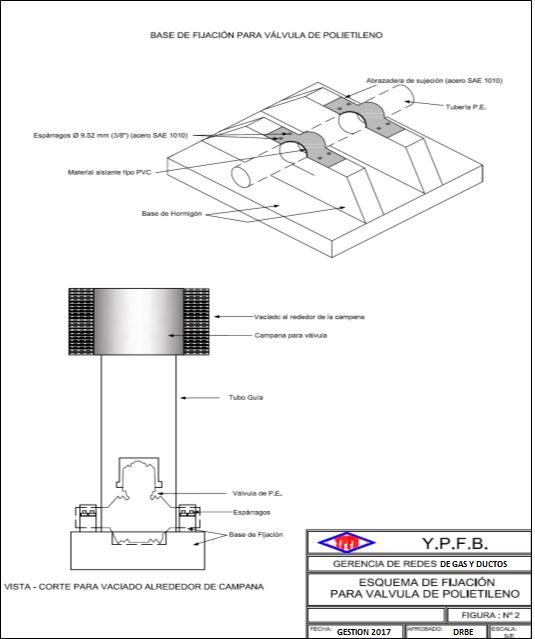 BASE DE FIJACIÓN PARA VÁLVULA DE POLIETILENO
Abrazadera de sujeción (acero SAE 1010)
Tubería P.E.
Espárragos Ø 9.52 mm (3/8") (acero SAE 1010)
Material aislante tipo PVC
Base de Hormigón
Vaciado al rededor de la campana
Campana para válvula
Tubo Guía
Válvula de P.E.
Espárragos
Base de Fijación
VISTA - CORTE PARA VACIADO ALREDEDOR DE CAMPANA
Y.P.F.B.
GERENCIA DE REDES DE GAS Y DUCTOS
ESQUEMA DE FIJACIÓN
PARA VALVULA DE POLIETILENO
FIGURA : Nº 2
FECHA: GESTION 2017 APROBADO: DRBE ESCALA:
S/E